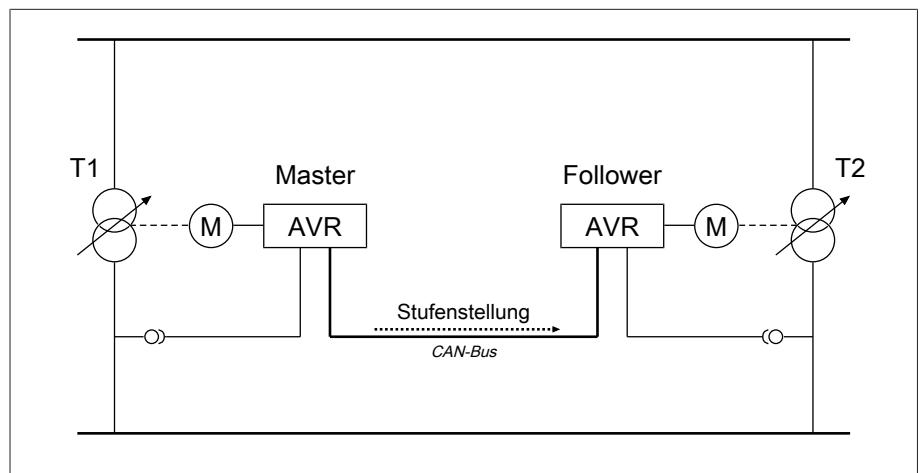 T1
T2
Master
Follower
M
AVR
AVR
M
Stufenstellung
CAN-Bus